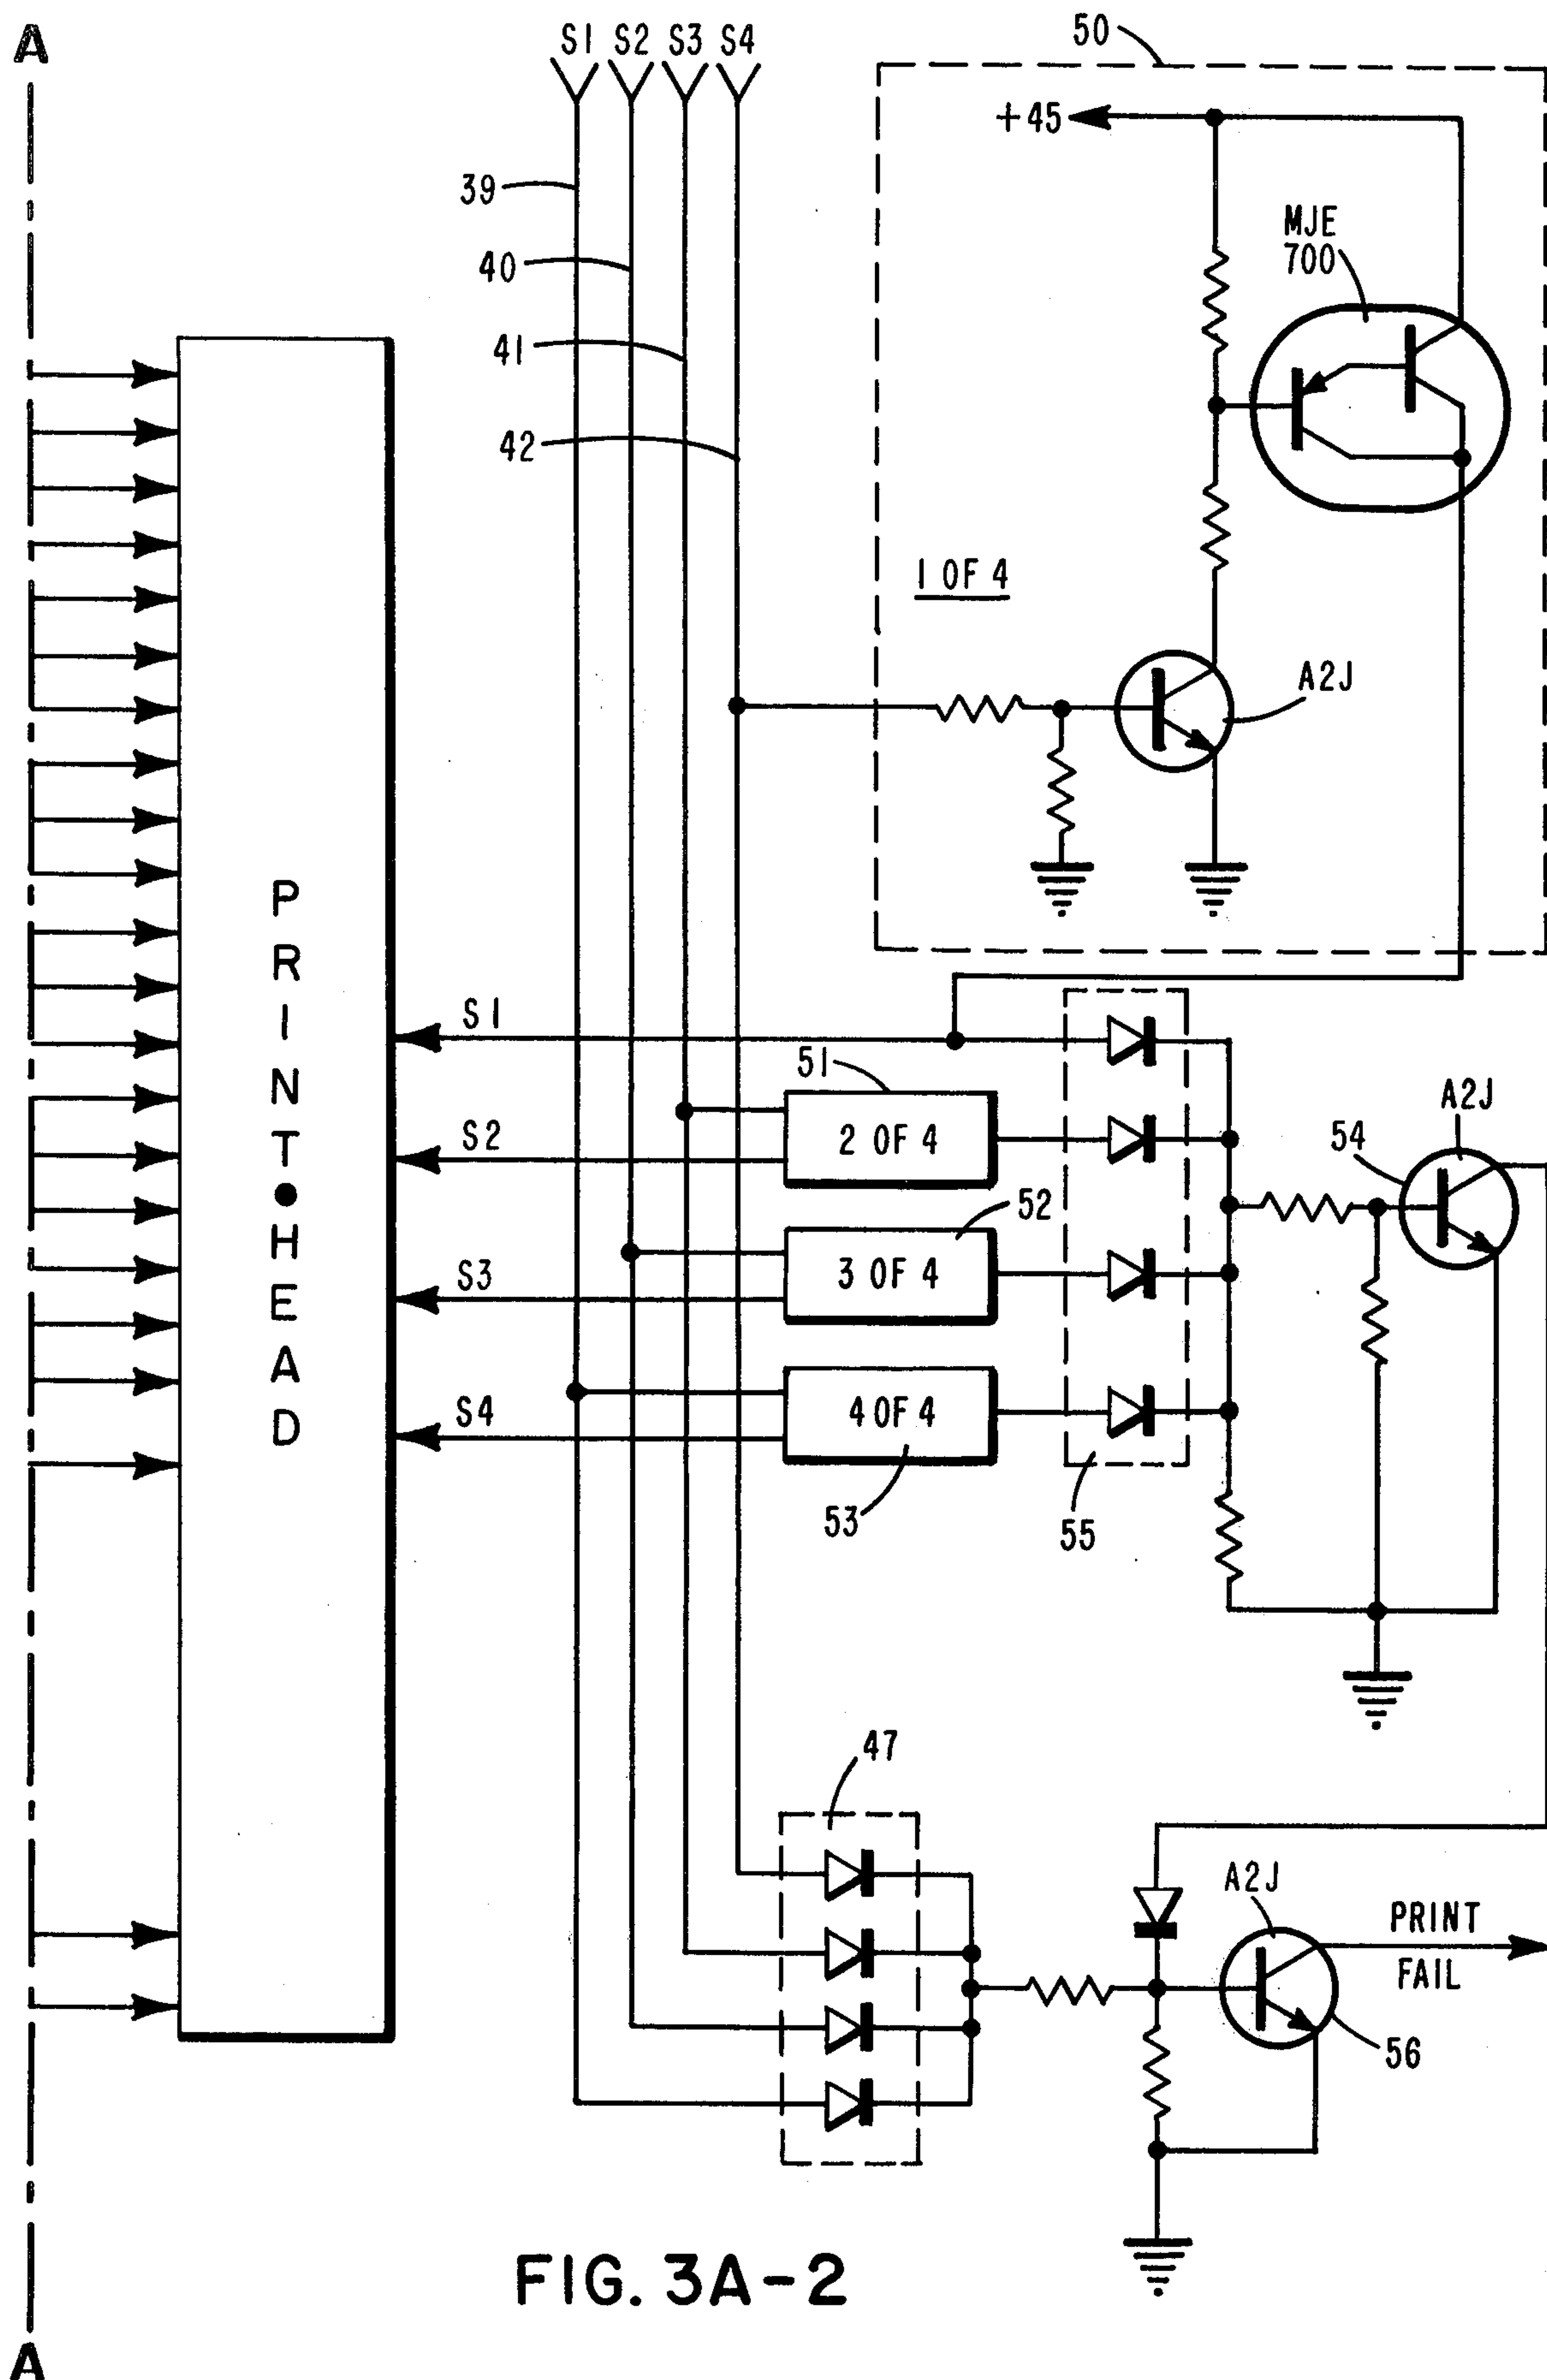 A
S1 S2 S3 S4
50
+45
39
MJE
700
40
41
42
1 OF 4
A2J
PRINT•HEAD
S1
51
2 OF 4
S2
A2J
54
52
3 OF 4
S3
4 OF 4
S4
53
55
47
A2J
PRINT
FAIL
56
FIG. 3A-2
A